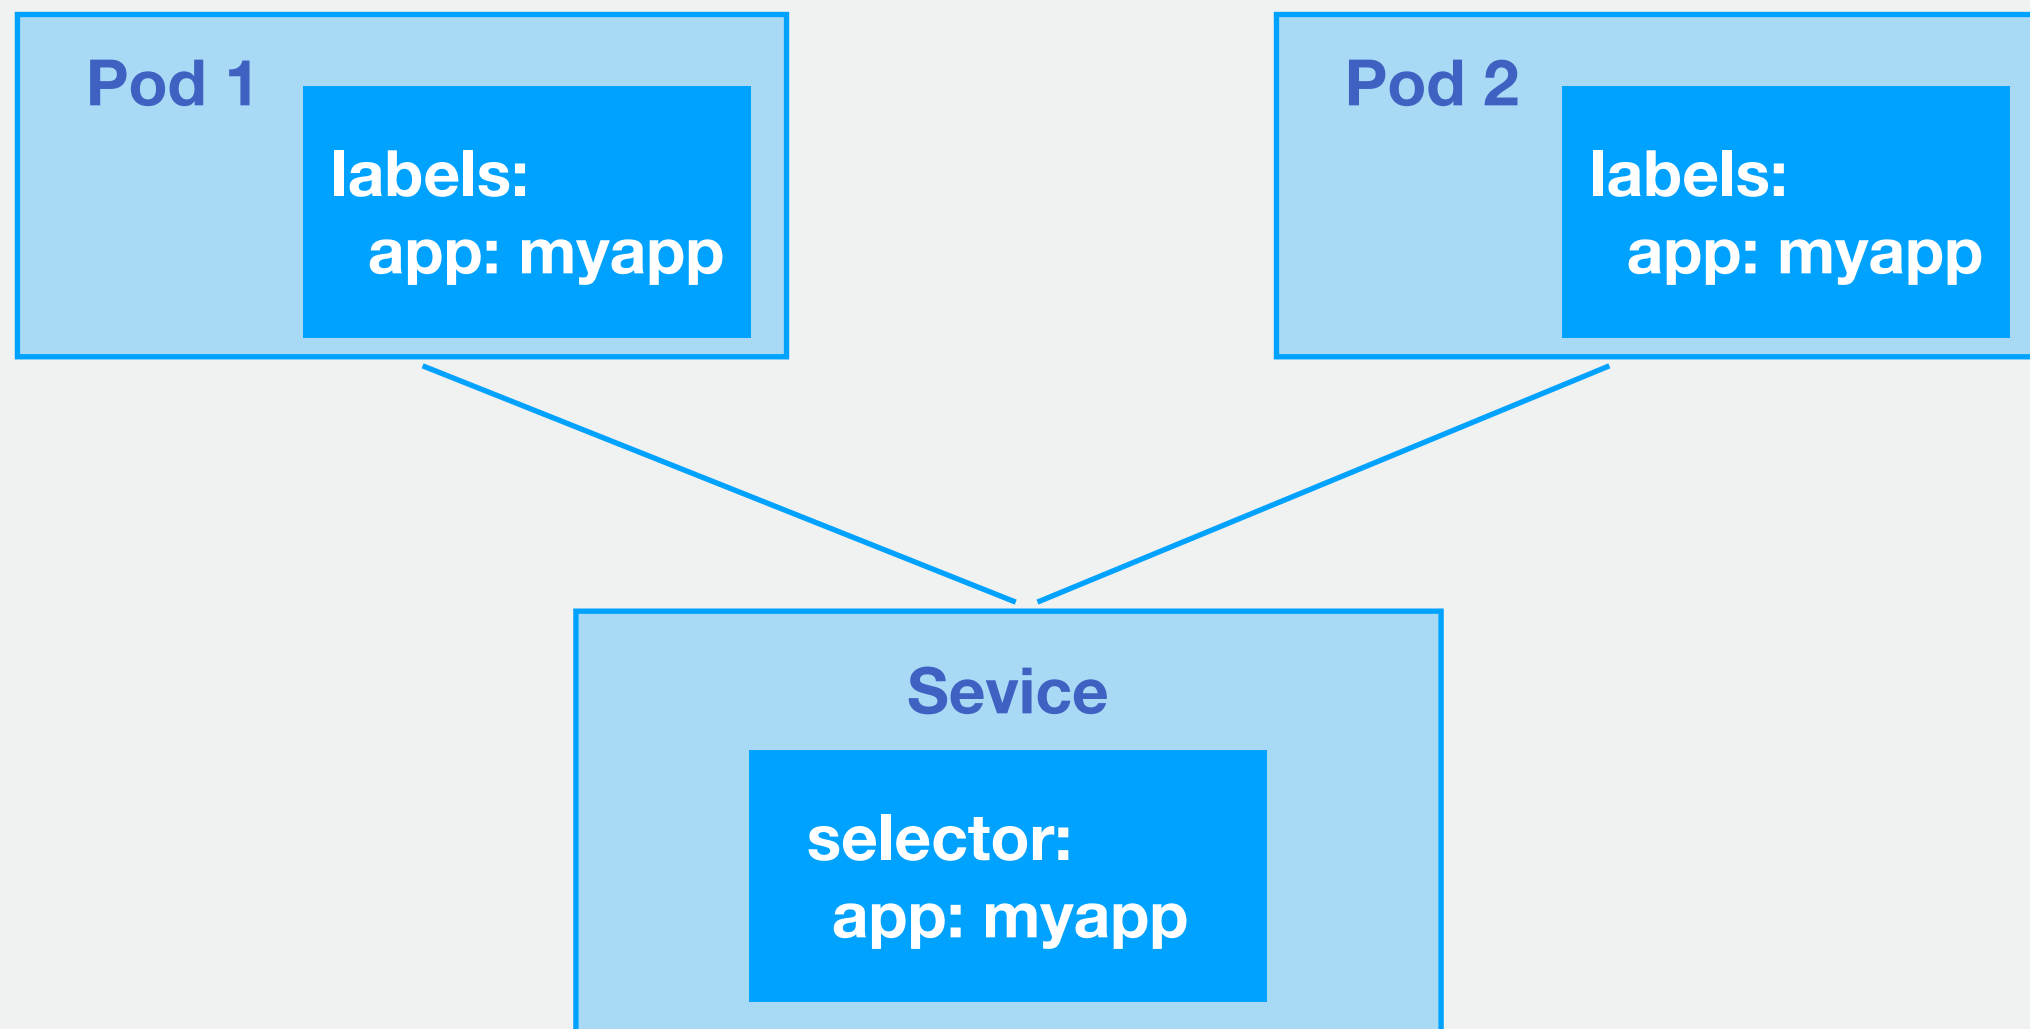 Pod 1
labels:
app: myapp
Pod 2
labels:
app: myapp
Sevice
selector:
app: myapp